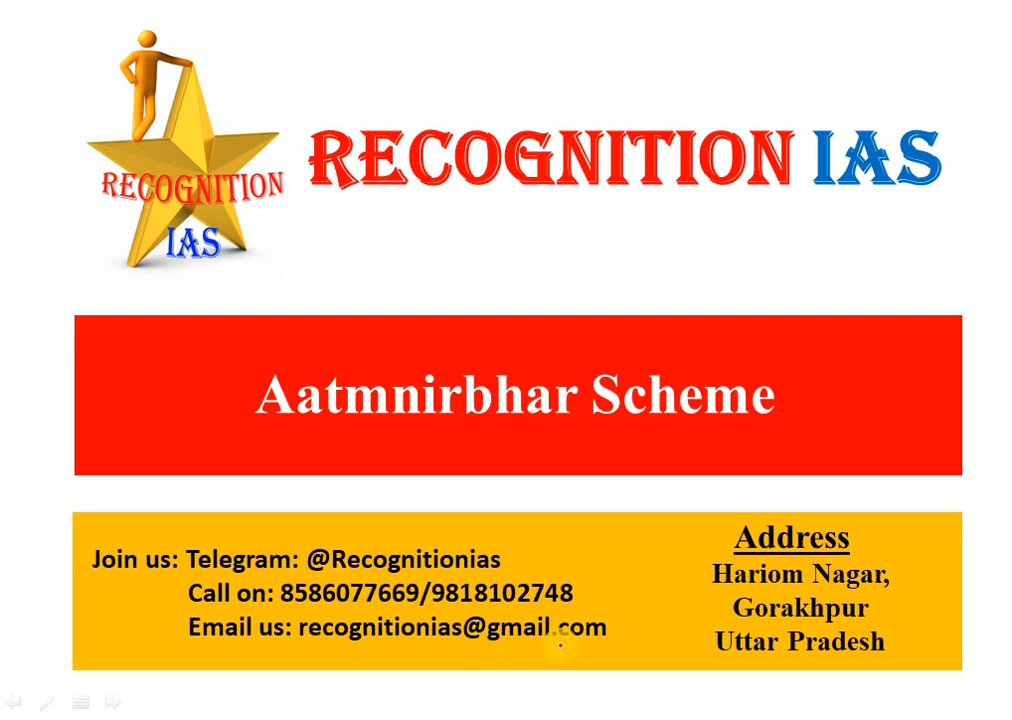 RECOGNITION
IAS
RECOGNITION IAS
Aatmnirbhar Scheme
Join us: Telegram: @Recognitionias
Call on: 8586077669/9818102748
Email us: recognitionias@gmail.com
Address
Hariom Nagar,
Gorakhpur
Uttar Pradesh